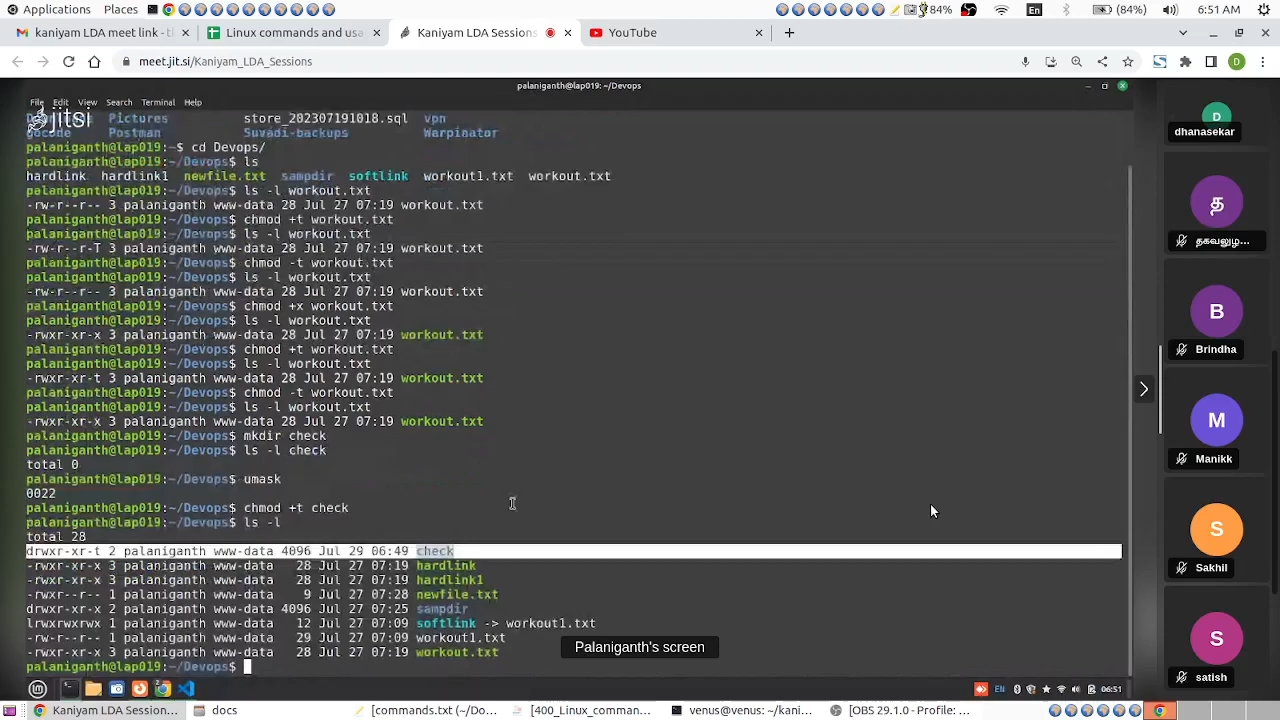 Applications Places 84% En (84%) 6:51 AM
kaniyam LDA meet link - t Linux commands and usa Kaniyam LDA Sessions YouTube
meet.jit.si/Kaniyam_LDA_Sessions
palaniganth@lap019: ~/Devops
File Edit View Search Terminal Help
jitsi
Pictures store_202307191018.sql vpn
gocode Postman Suvadi-backups Warpinator
palaniganth@lap019:~$ cd Devops/
palaniganth@lap019:~/Devops$ ls
hardlink hardlink1 newfile.txt sampdir softlink workout1.txt workout.txt
palaniganth@lap019:~/Devops$ ls -l workout.txt
-rw-r--r-- 3 palaniganth www-data 28 Jul 27 07:19 workout.txt
palaniganth@lap019:~/Devops$ chmod +t workout.txt
palaniganth@lap019:~/Devops$ ls -l workout.txt
-rw-r--r-T 3 palaniganth www-data 28 Jul 27 07:19 workout.txt
palaniganth@lap019:~/Devops$ chmod -t workout.txt
palaniganth@lap019:~/Devops$ ls -l workout.txt
-rw-r--r-- 3 palaniganth www-data 28 Jul 27 07:19 workout.txt
palaniganth@lap019:~/Devops$ chmod +x workout.txt
palaniganth@lap019:~/Devops$ ls -l workout.txt
-rwxr-xr-x 3 palaniganth www-data 28 Jul 27 07:19 workout.txt
palaniganth@lap019:~/Devops$ chmod +t workout.txt
palaniganth@lap019:~/Devops$ ls -l workout.txt
-rwxr-xr-t 3 palaniganth www-data 28 Jul 27 07:19 workout.txt
palaniganth@lap019:~/Devops$ chmod -t workout.txt
palaniganth@lap019:~/Devops$ ls -l workout.txt
-rwxr-xr-x 3 palaniganth www-data 28 Jul 27 07:19 workout.txt
palaniganth@lap019:~/Devops$ mkdir check
palaniganth@lap019:~/Devops$ ls -l check
total 0
palaniganth@lap019:~/Devops$ umask
0022
palaniganth@lap019:~/Devops$ chmod +t check
palaniganth@lap019:~/Devops$ ls -l
total 28
drwxr-xr-t 2 palaniganth www-data 4096 Jul 29 06:49 check
-rwxr-xr-x 3 palaniganth www-data 28 Jul 27 07:19 hardlink
-rwxr-xr-x 3 palaniganth www-data 28 Jul 27 07:19 hardlink1
-rwxr--r-- 1 palaniganth www-data 9 Jul 27 07:28 newfile.txt
drwxr-xr-x 2 palaniganth www-data 4096 Jul 27 07:25 sampdir
lrwxrwxrwx 1 palaniganth www-data 12 Jul 27 07:09 softlink -> workout1.txt
-rw-r--r-- 1 palaniganth www-data 29 Jul 27 07:09 workout1.txt
-rwxr-xr-x 3 palaniganth www-data 28 Jul 27 07:19 workout.txt
palaniganth@lap019:~/Devops$
Palaniganth's screen
D
dhanasekar
த
தகவலுழ...
B
Brindha
M
Manikk
S
Sakhil
S
satish
EN 06:51
Kaniyam LDA Session... docs [commands.txt (~/Do... [400_Linux_comman... venus@venus: ~/kani... [OBS 29.1.0 - Profile: ...